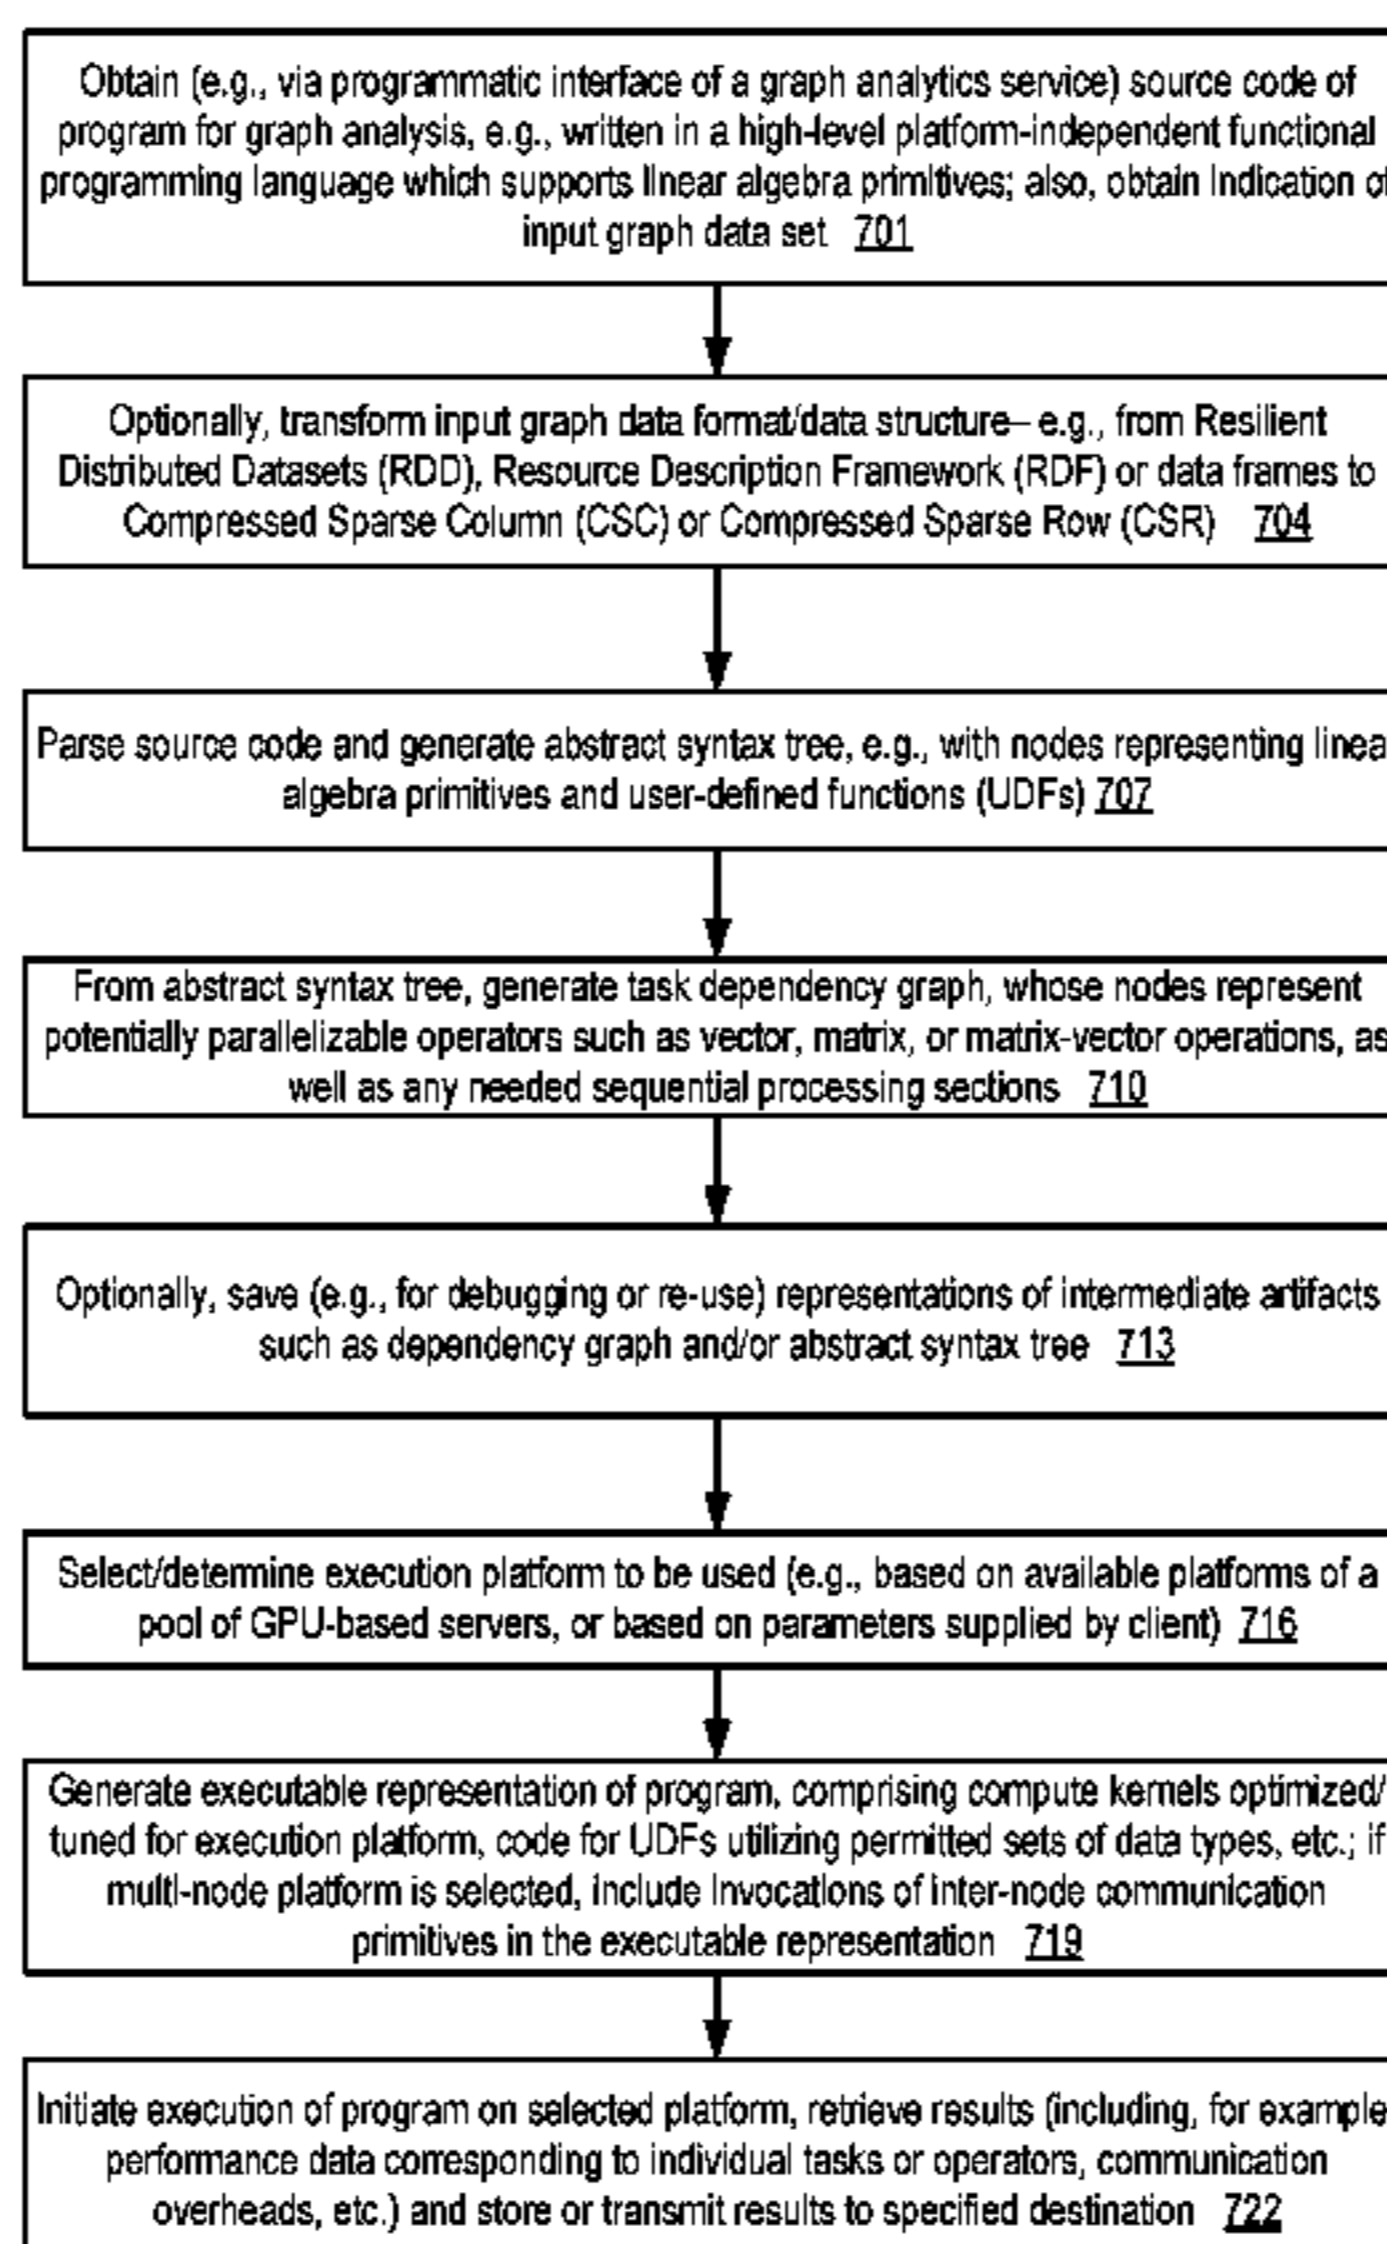 Obtain (e.g., via programmatic interface of a graph analytics service) source code of
program for graph analysis, e.g., written in a high-level platform-independent functional
programming language which supports linear algebra primitives; also, obtain indication of
input graph data set 701
Optionally, transform input graph data format/data structure– e.g., from Resilient
Distributed Datasets (RDD), Resource Description Framework (RDF) or data frames to
Compressed Sparse Column (CSC) or Compressed Sparse Row (CSR) 704
Parse source code and generate abstract syntax tree, e.g., with nodes representing linea
algebra primitives and user-defined functions (UDFs) 707
From abstract syntax tree, generate task dependency graph, whose nodes represent
potentially parallelizable operators such as vector, matrix, or matrix-vector operations, as
well as any needed sequential processing sections 710
Optionally, save (e.g., for debugging or re-use) representations of intermediate artifacts
such as dependency graph and/or abstract syntax tree 713
Select/determine execution platform to be used (e.g., based on available platforms of a
pool of GPU-based servers, or based on parameters supplied by client) 716
Generate executable representation of program, comprising compute kernels optimized/
tuned for execution platform, code for UDFs utilizing permitted sets of data types, etc.; if
multi-node platform is selected, include invocations of inter-node communication
primitives in the executable representation 719
Initiate execution of program on selected platform, retrieve results (including, for example
performance data corresponding to individual tasks or operators, communication
overheads, etc.) and store or transmit results to specified destination 722